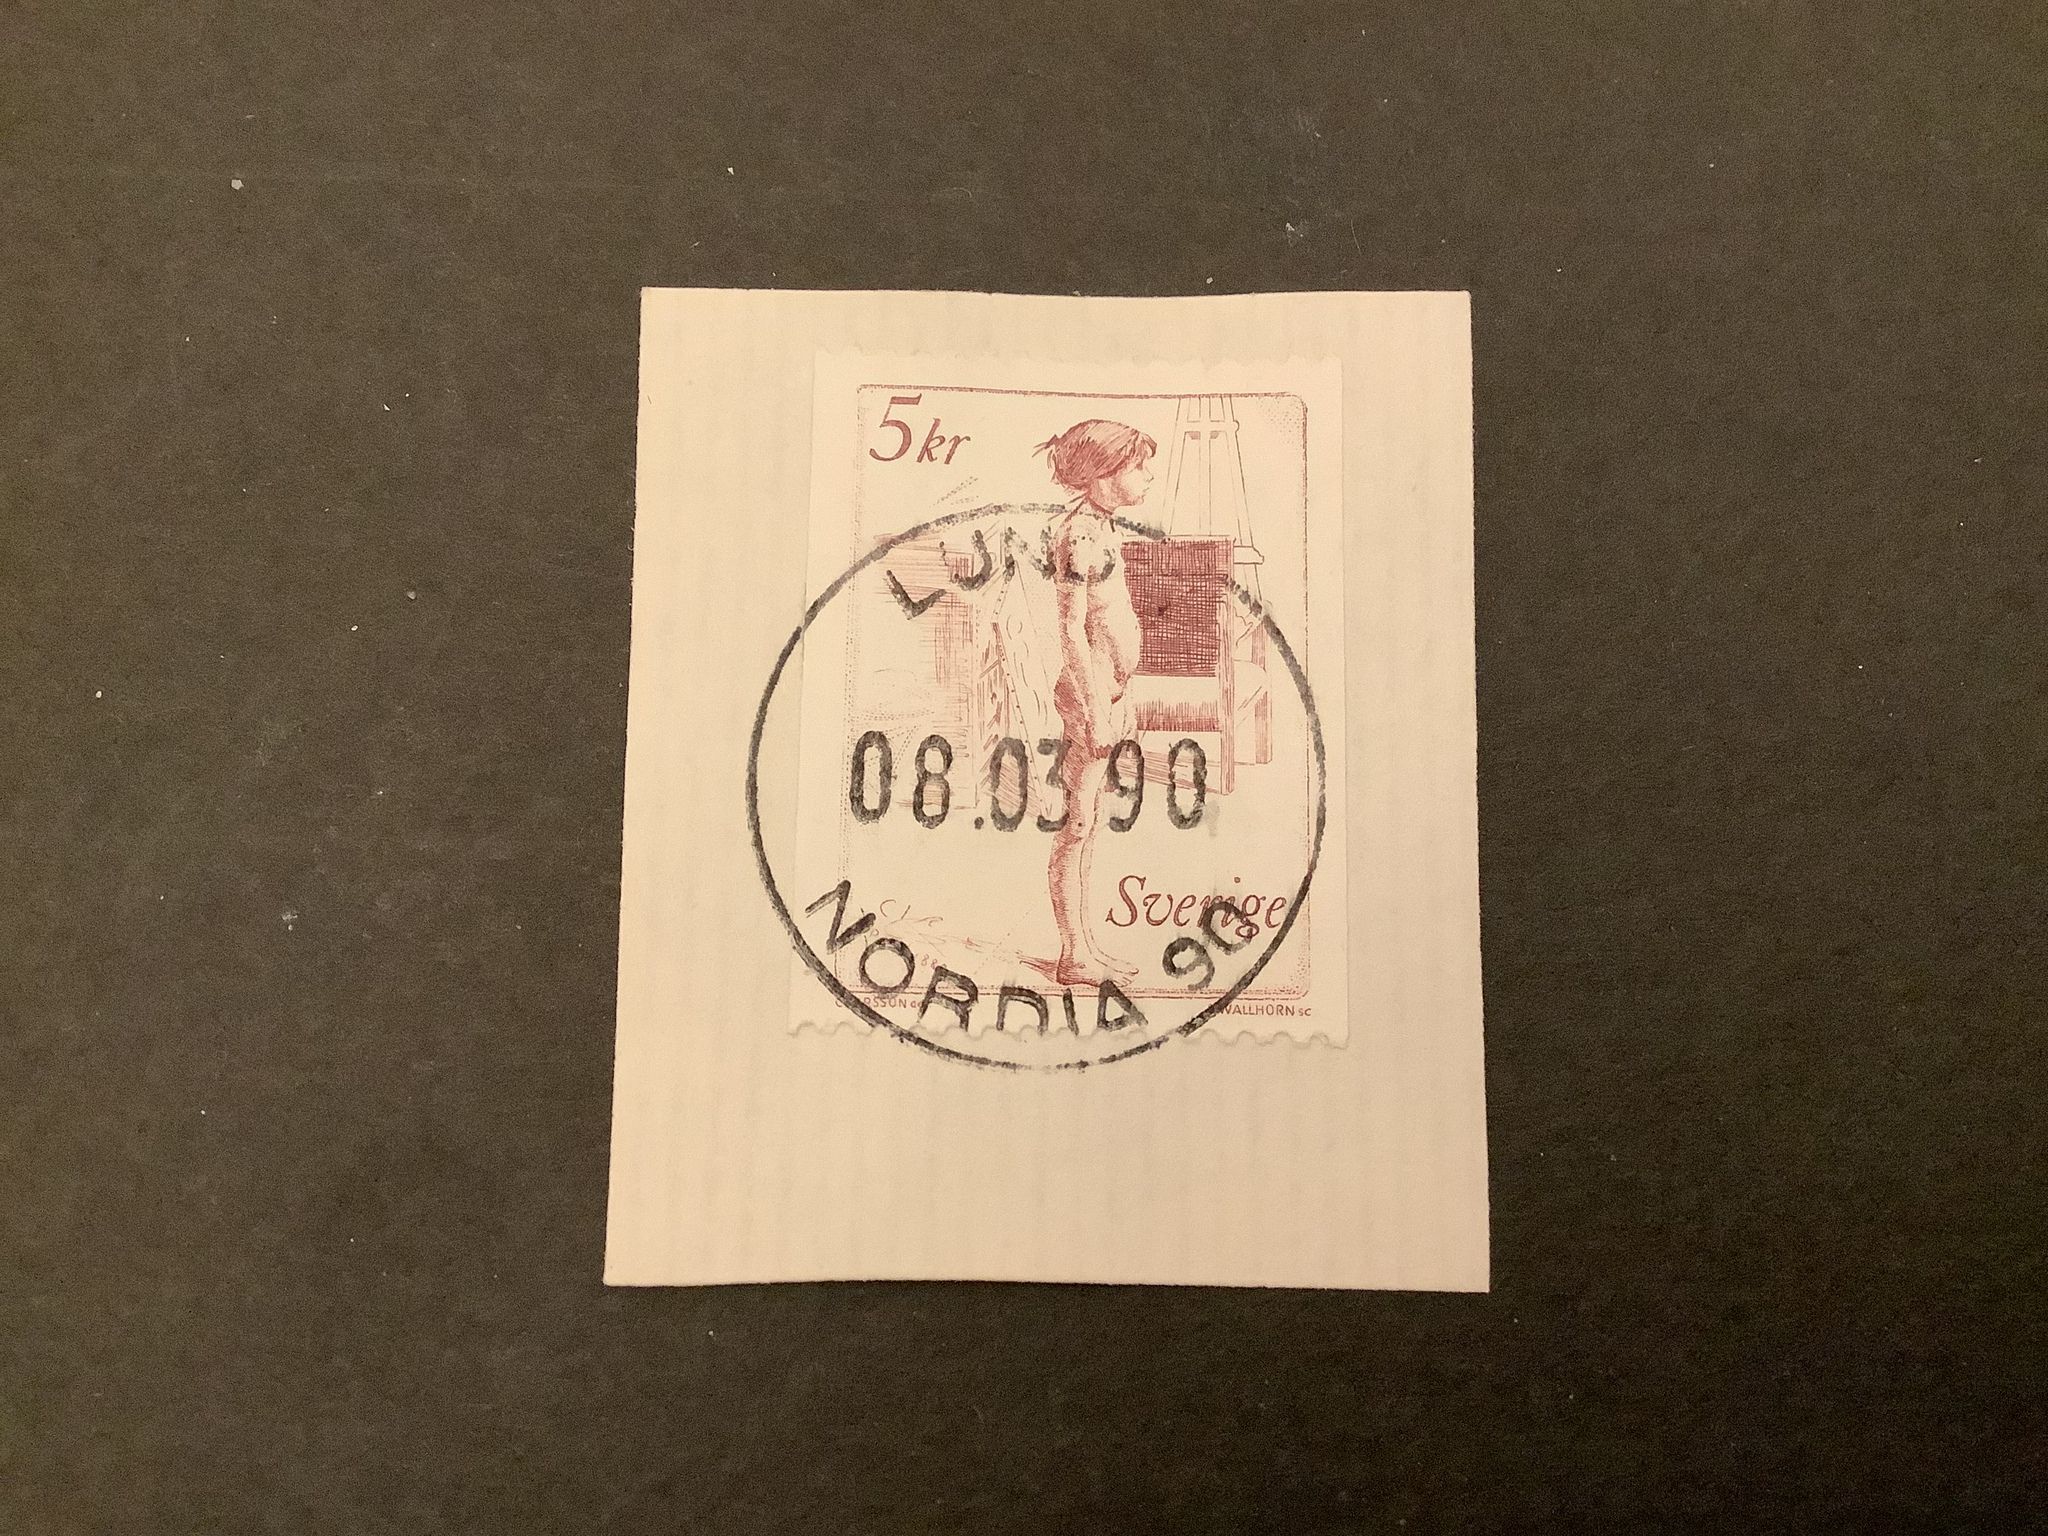 5kr
LUND
08.03.90
Sverige
NORDIA 90
WALLHORN sc